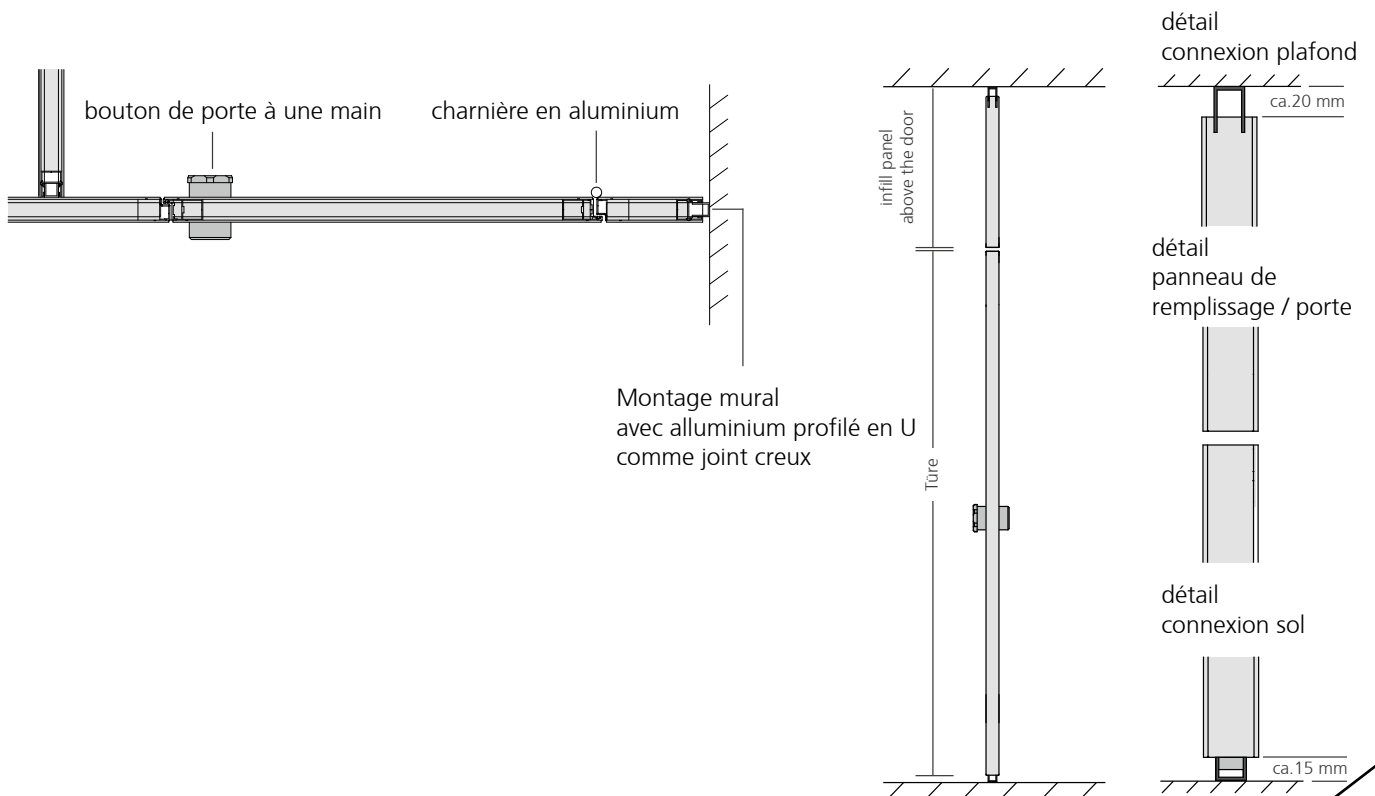 bouton de porte à une main
charnière en aluminium
Montage mural
avec alluminium profilé en U
comme joint creux
infill panel
above the door
Türe
détail
connexion plafond
ca.20 mm
détail
panneau de
remplissage / porte
détail
connexion sol
ca.15 mm